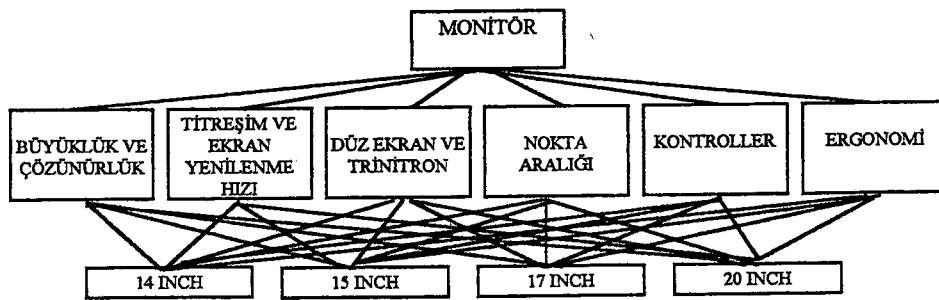 MONİTÖR
BÜYÜKLÜK VE
ÇÖZÜNÜRLÜK
TİTREŞİM VE
EKRAN
YENİLENME
HIZI
DÜZ EKRAN VE
TRİNİTRON
NOKTA
ARALIĞI
KONTROLLER
ERGONOMİ
14 INCH
15 INCH
17 INCH
20 INCH